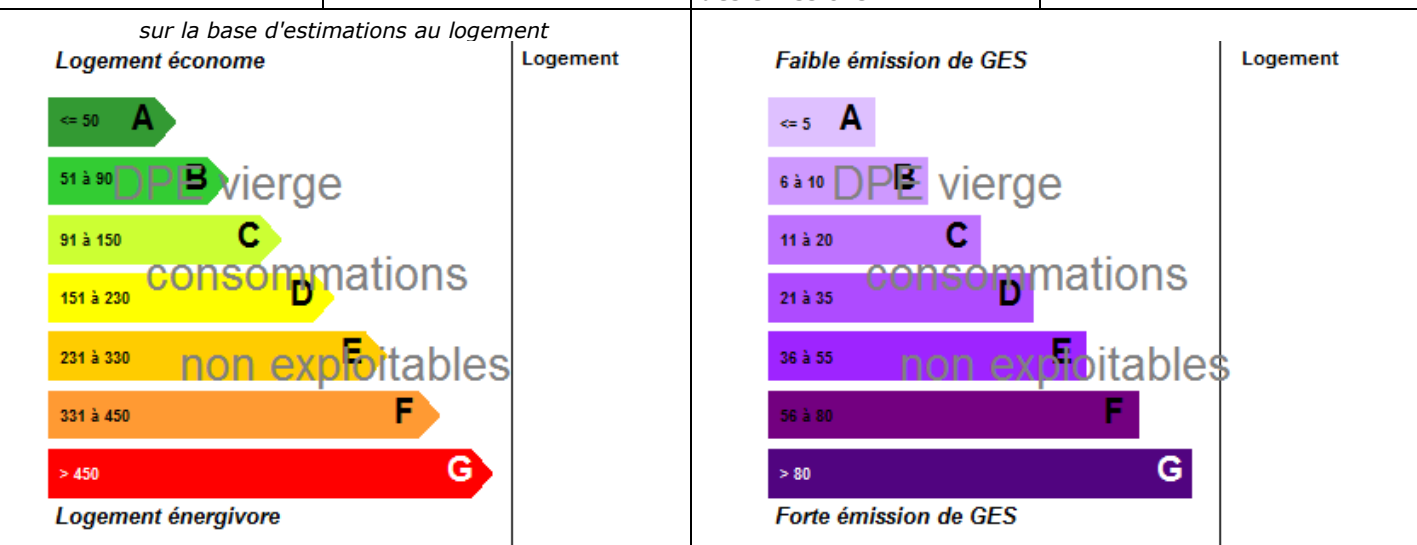 sur la base d'estimations au logement
Logement économe
Logement
<= 50 A
51 à 90 B
DPE vierge
91 à 150 C
consommations
151 à 230 D
231 à 330 E
non exploitables
331 à 450 F
> 450 G
Logement énergivore
Faible émission de GES
Logement
<= 5 A
6 à 10 B
DPE vierge
11 à 20 C
consommations
21 à 35 D
36 à 55 E
non exploitables
56 à 80 F
> 80 G
Forte émission de GES